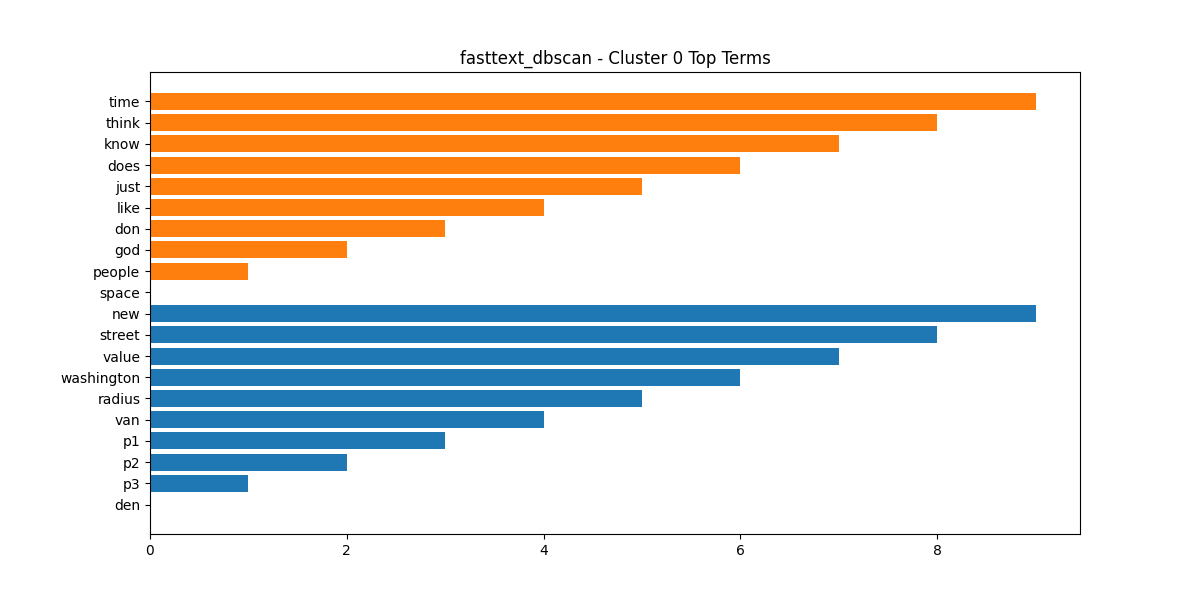 fasttext_dbscan - Cluster 0 Top Terms
time
think
know
does
just
like
don
god
people
space
new
street
value
washington
radius
van
p1
p2
p3
den
0 2 4 6 8